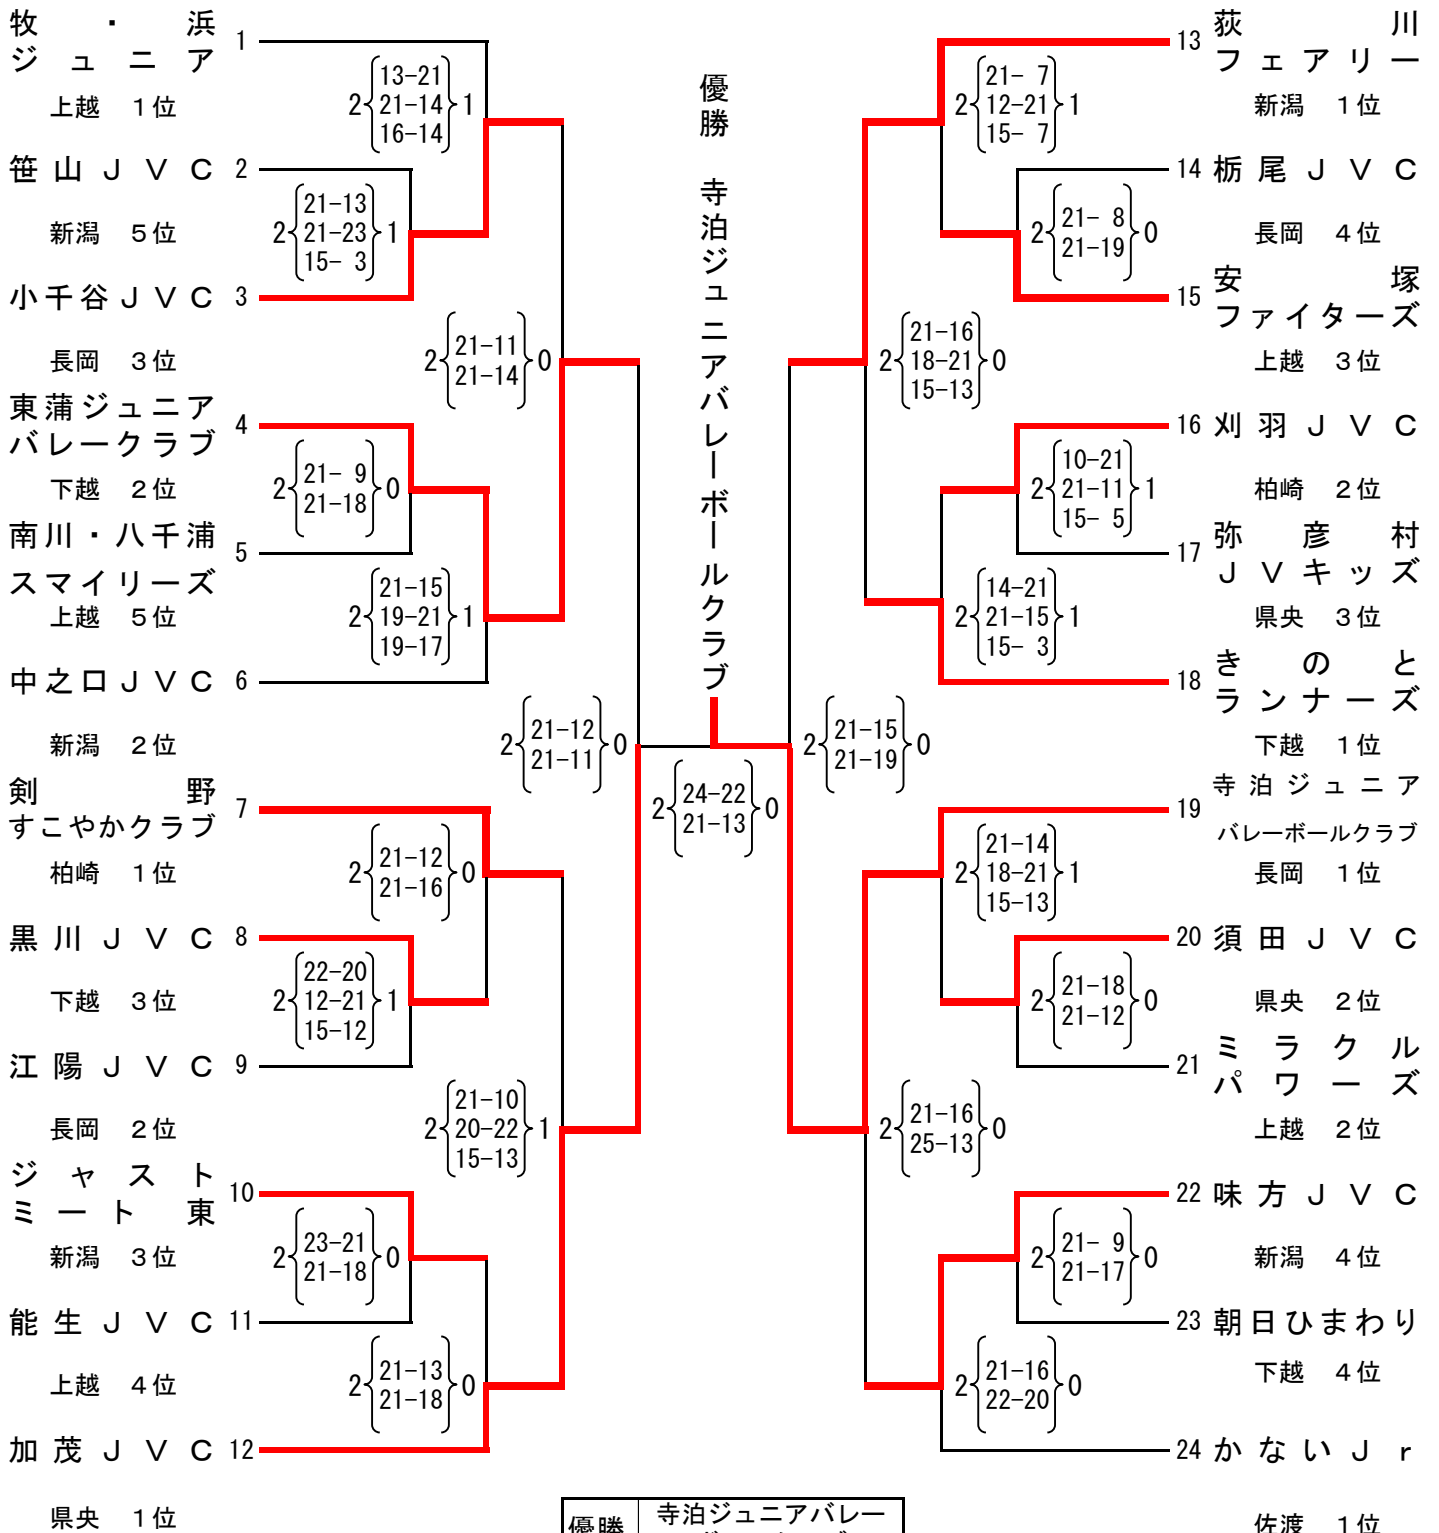 牧・浜
ジュニア
1
上越 1位
笹山ＪＶＣ 2
新潟 5位
小千谷ＪＶＣ 3
長岡 3位
東蒲ジュニア
バレークラブ
4
下越 2位
南川・八千浦
スマイリーズ
5
上越 5位
中之口ＪＶＣ 6
新潟 2位
剣野
すこやかクラブ
7
柏崎 1位
黒川ＪＶＣ 8
下越 3位
江陽ＪＶＣ 9
長岡 2位
ジャスト
ミート東
10
新潟 3位
能生ＪＶＣ 11
上越 4位
加茂ＪＶＣ 12
県央 1位
2 13-21 1
21-14
16-14
2 21-13 1
21-23
15- 3
2 21-11 0
21-14
2 21- 9 0
21-18
2 21-15 1
19-21
19-17
2 21-12 0
21-11
2 21-12 0
21-16
2 22-20 1
12-21
15-12
2 21-10 1
20-22
15-13
2 23-21 0
21-18
2 21-13 0
21-18
優勝 寺泊ジュニアバレーボールクラブ
2 24-22 0
21-13
2 21- 7 1
12-21
15- 7
2 21- 8 0
21-19
2 21-16 0
18-21
15-13
2 10-21 1
21-11
15- 5
2 14-21 1
21-15
15- 3
2 21-15 0
21-19
2 21-14 1
18-21
15-13
2 21-18 0
21-12
2 21-16 0
25-13
2 21- 9 0
21-17
2 21-16 0
22-20
13
荻川
フェアリー
新潟 1位
14 栃尾ＪＶＣ
長岡 4位
15
安塚
ファイターズ
上越 3位
16 刈羽ＪＶＣ
柏崎 2位
17
弥彦村
ＪＶキッズ
県央 3位
18
きのと
ランナーズ
下越 1位
19
寺泊ジュニア
バレーボールクラブ
長岡 1位
20 須田ＪＶＣ
県央 2位
21
ミラクル
パワーズ
上越 2位
22 味方ＪＶＣ
新潟 4位
23 朝日ひまわり
下越 4位
24 かないＪｒ
佐渡 1位
優勝 寺泊ジュニアバレー